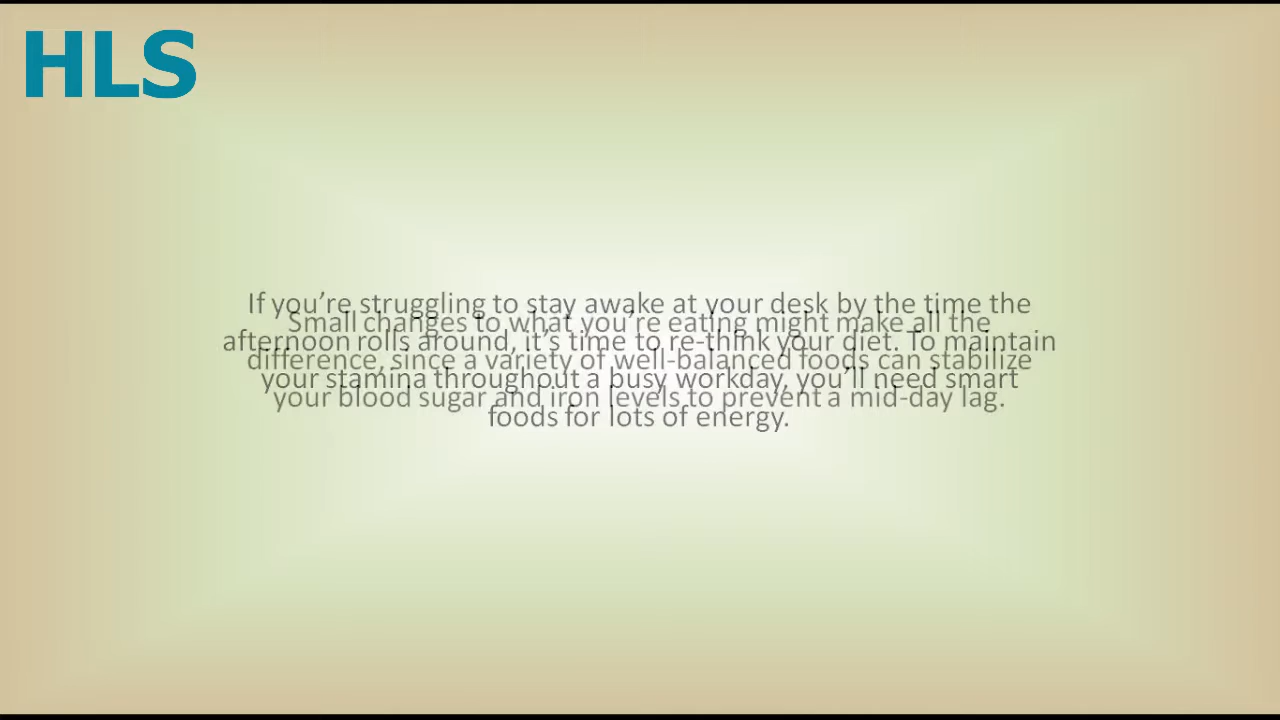 HLS
If you’re struggling to stay awake at your desk by the time the
afternoon rolls around, it’s time to re-think your diet. To maintain
your stamina throughout a busy workday, you’ll need smart
foods for lots of energy.
Small changes to what you’re eating might make all the
difference, since a variety of well-balanced foods can stabilize
your blood sugar and iron levels to prevent a mid-day lag.